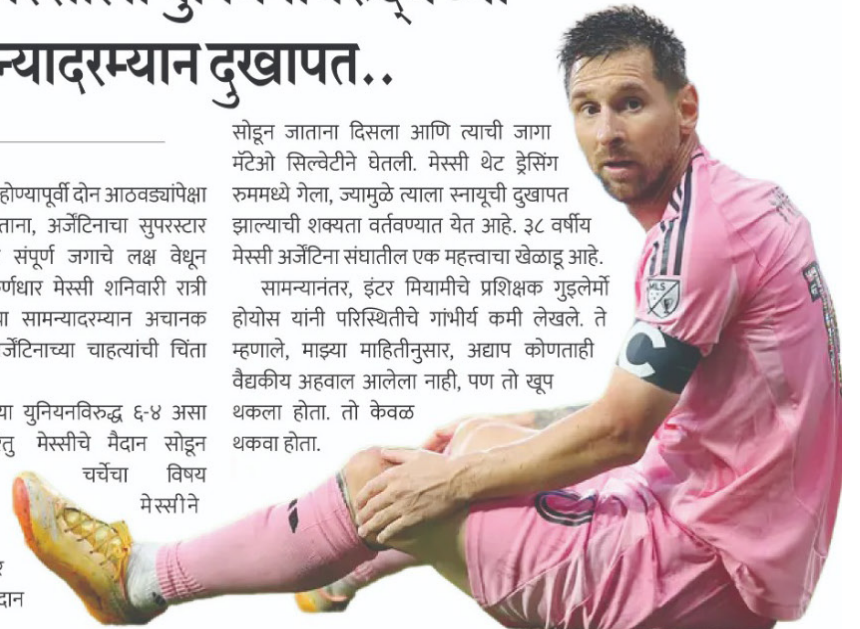 न्यादरम्यान दुखापत..
होण्यापूर्वी दोन आठवड्यांपेक्षा
ताना, अर्जेंटिनाचा सुपरस्टार
संपूर्ण जगाचे लक्ष वेधून
र्णधार मेस्सी शनिवारी रात्री
या सामन्यादरम्यान अचानक
र्जेंटिनाच्या चाहत्यांची चिंता
या युनियनविरुद्ध ६-४ असा
तु मेस्सीचे मैदान सोडून
चर्चेचा विषय
मेस्सीने
दान
सोडून जाताना दिसला आणि त्याची जागा
मॅटेओ सिल्वेटीने घेतली. मेस्सी थेट ड्रेसिंग
रुममध्ये गेला, ज्यामुळे त्याला स्नायूची दुखापत
झाल्याची शक्यता वर्तवण्यात येत आहे. ३८ वर्षीय
मेस्सी अर्जेंटिना संघातील एक महत्त्वाचा खेळाडू आहे.
सामन्यानंतर, इंटर मियामीचे प्रशिक्षक गुइलेर्मो
होयोस यांनी परिस्थितीचे गांभीर्य कमी लेखले. ते
म्हणाले, माझ्या माहितीनुसार, अद्याप कोणताही
वैद्यकीय अहवाल आलेला नाही, पण तो खूप
थकला होता. तो केवळ
थकवा होता.
MLS
C